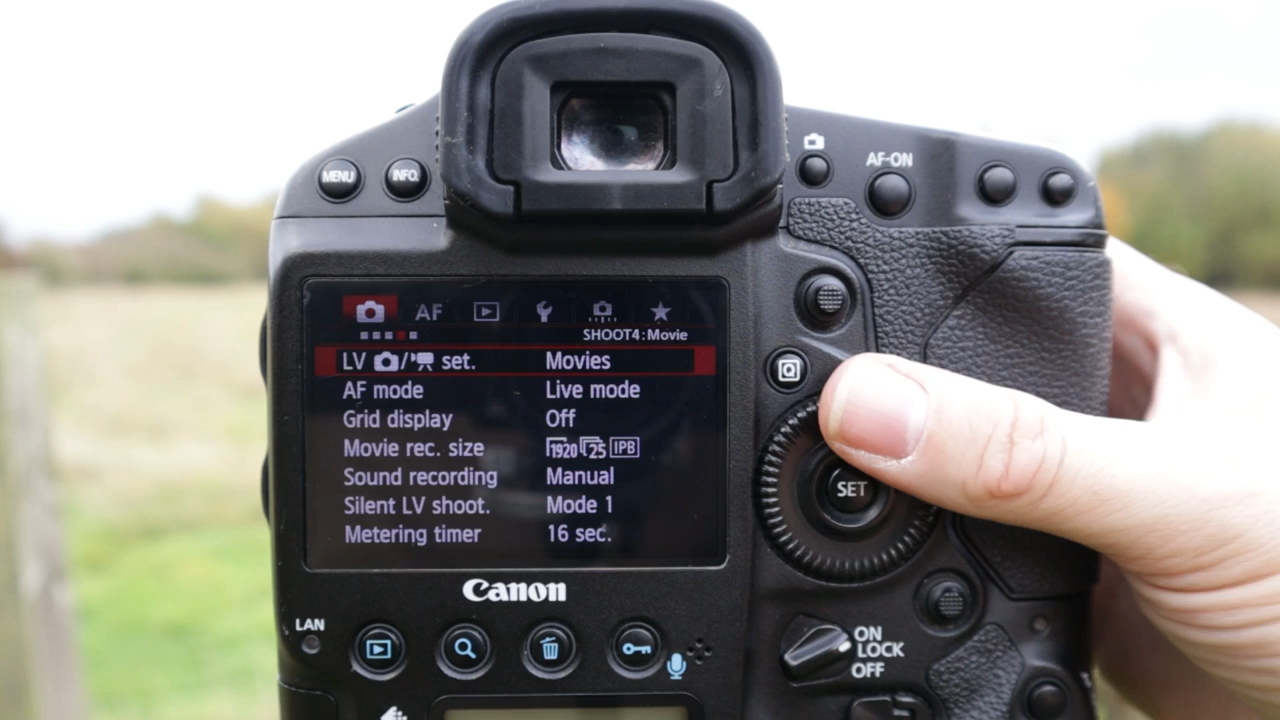 MENU INFO. AF-ON
AF
SHOOT4:Movie
LV / set. Movies
AF mode Live mode
Grid display Off
Movie rec. size 1920 25 IPB
Sound recording Manual
Silent LV shoot. Mode 1
Metering timer 16 sec.
Q
SET
Canon
LAN
ON
LOCK
OFF